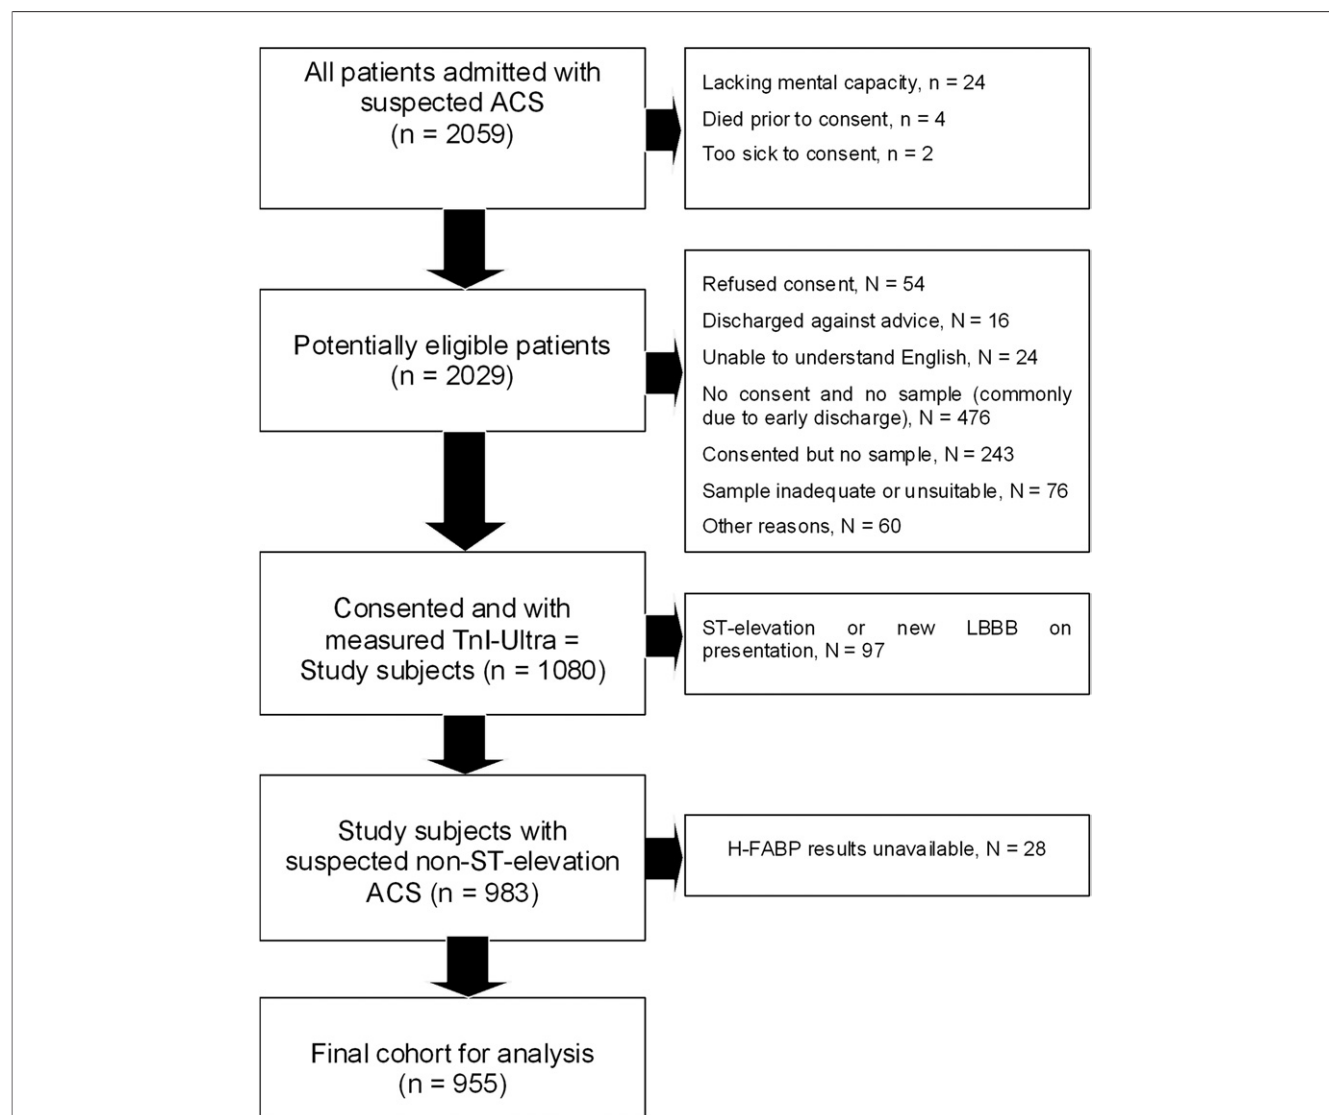 All patients admitted with
suspected ACS
(n = 2059)
Lacking mental capacity, n = 24
Died prior to consent, n = 4
Too sick to consent, n = 2
Potentially eligible patients
(n = 2029)
Refused consent, N = 54
Discharged against advice, N = 16
Unable to understand English, N = 24
No consent and no sample (commonly
due to early discharge), N = 476
Consented but no sample, N = 243
Sample inadequate or unsuitable, N = 76
Other reasons, N = 60
Consented and with
measured TnI-Ultra =
Study subjects (n = 1080)
ST-elevation or new LBBB on
presentation, N = 97
Study subjects with
suspected non-ST-elevation
ACS (n = 983)
H-FABP results unavailable, N = 28
Final cohort for analysis
(n = 955)